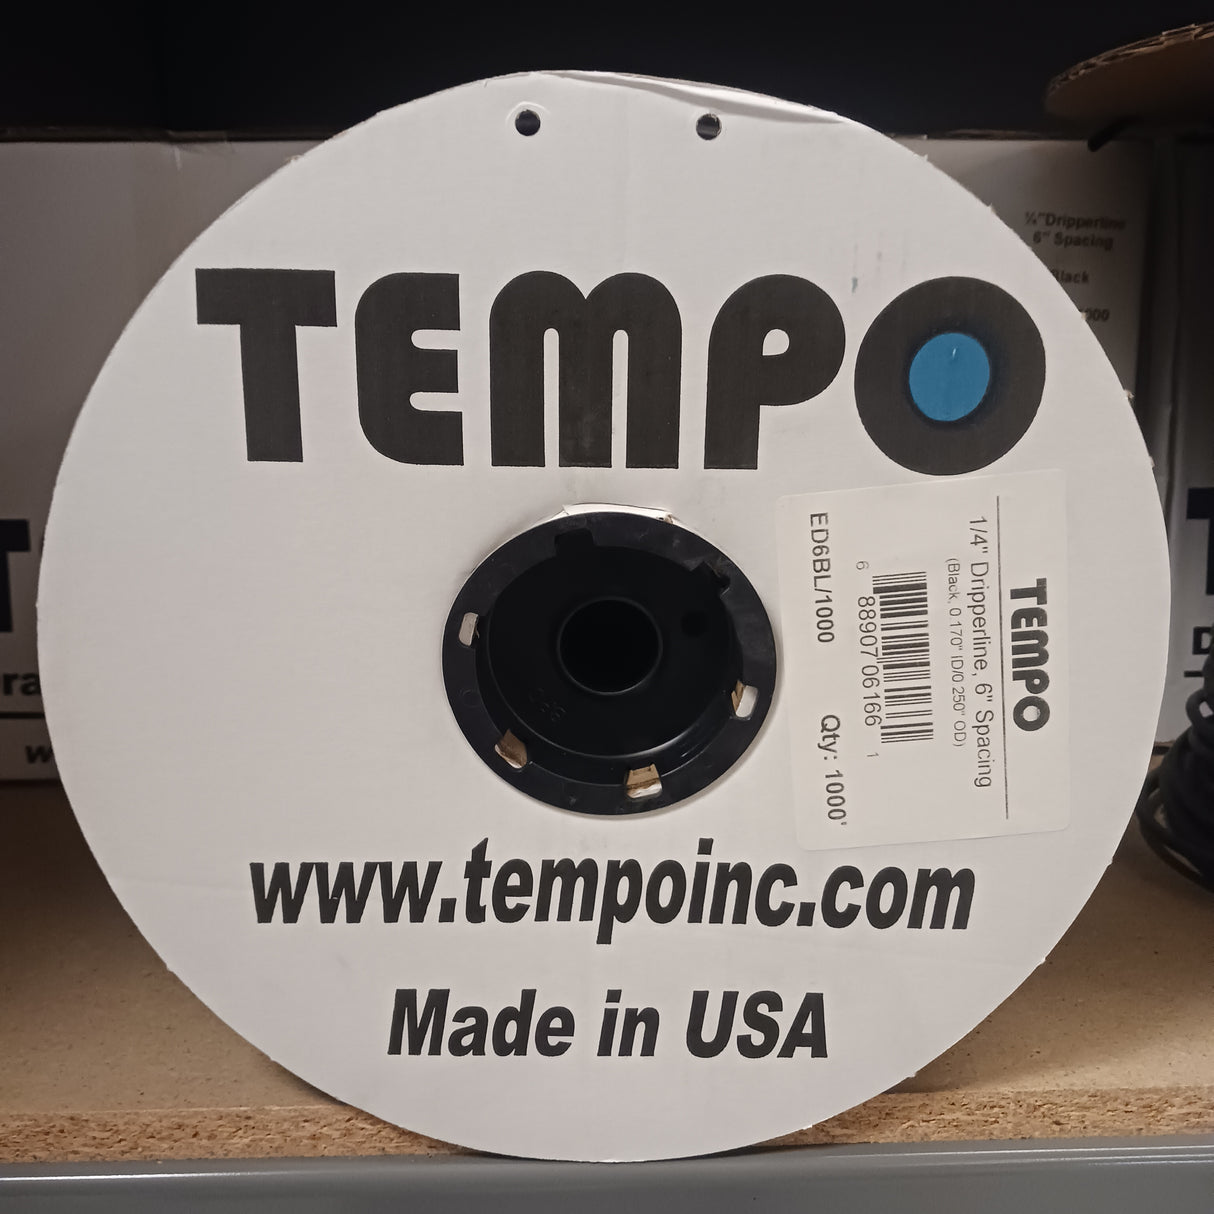 TEMPO
www.tempoinc.com
Made in USA
TEMPO
1/4" Dripperline, 6" Spacing
(Black, 0.170" ID/0.250" OD)
6 88907 06166 1
ED6BL/1000 Qty: 1000'
¼" Dripperline
6" Spacing
Black